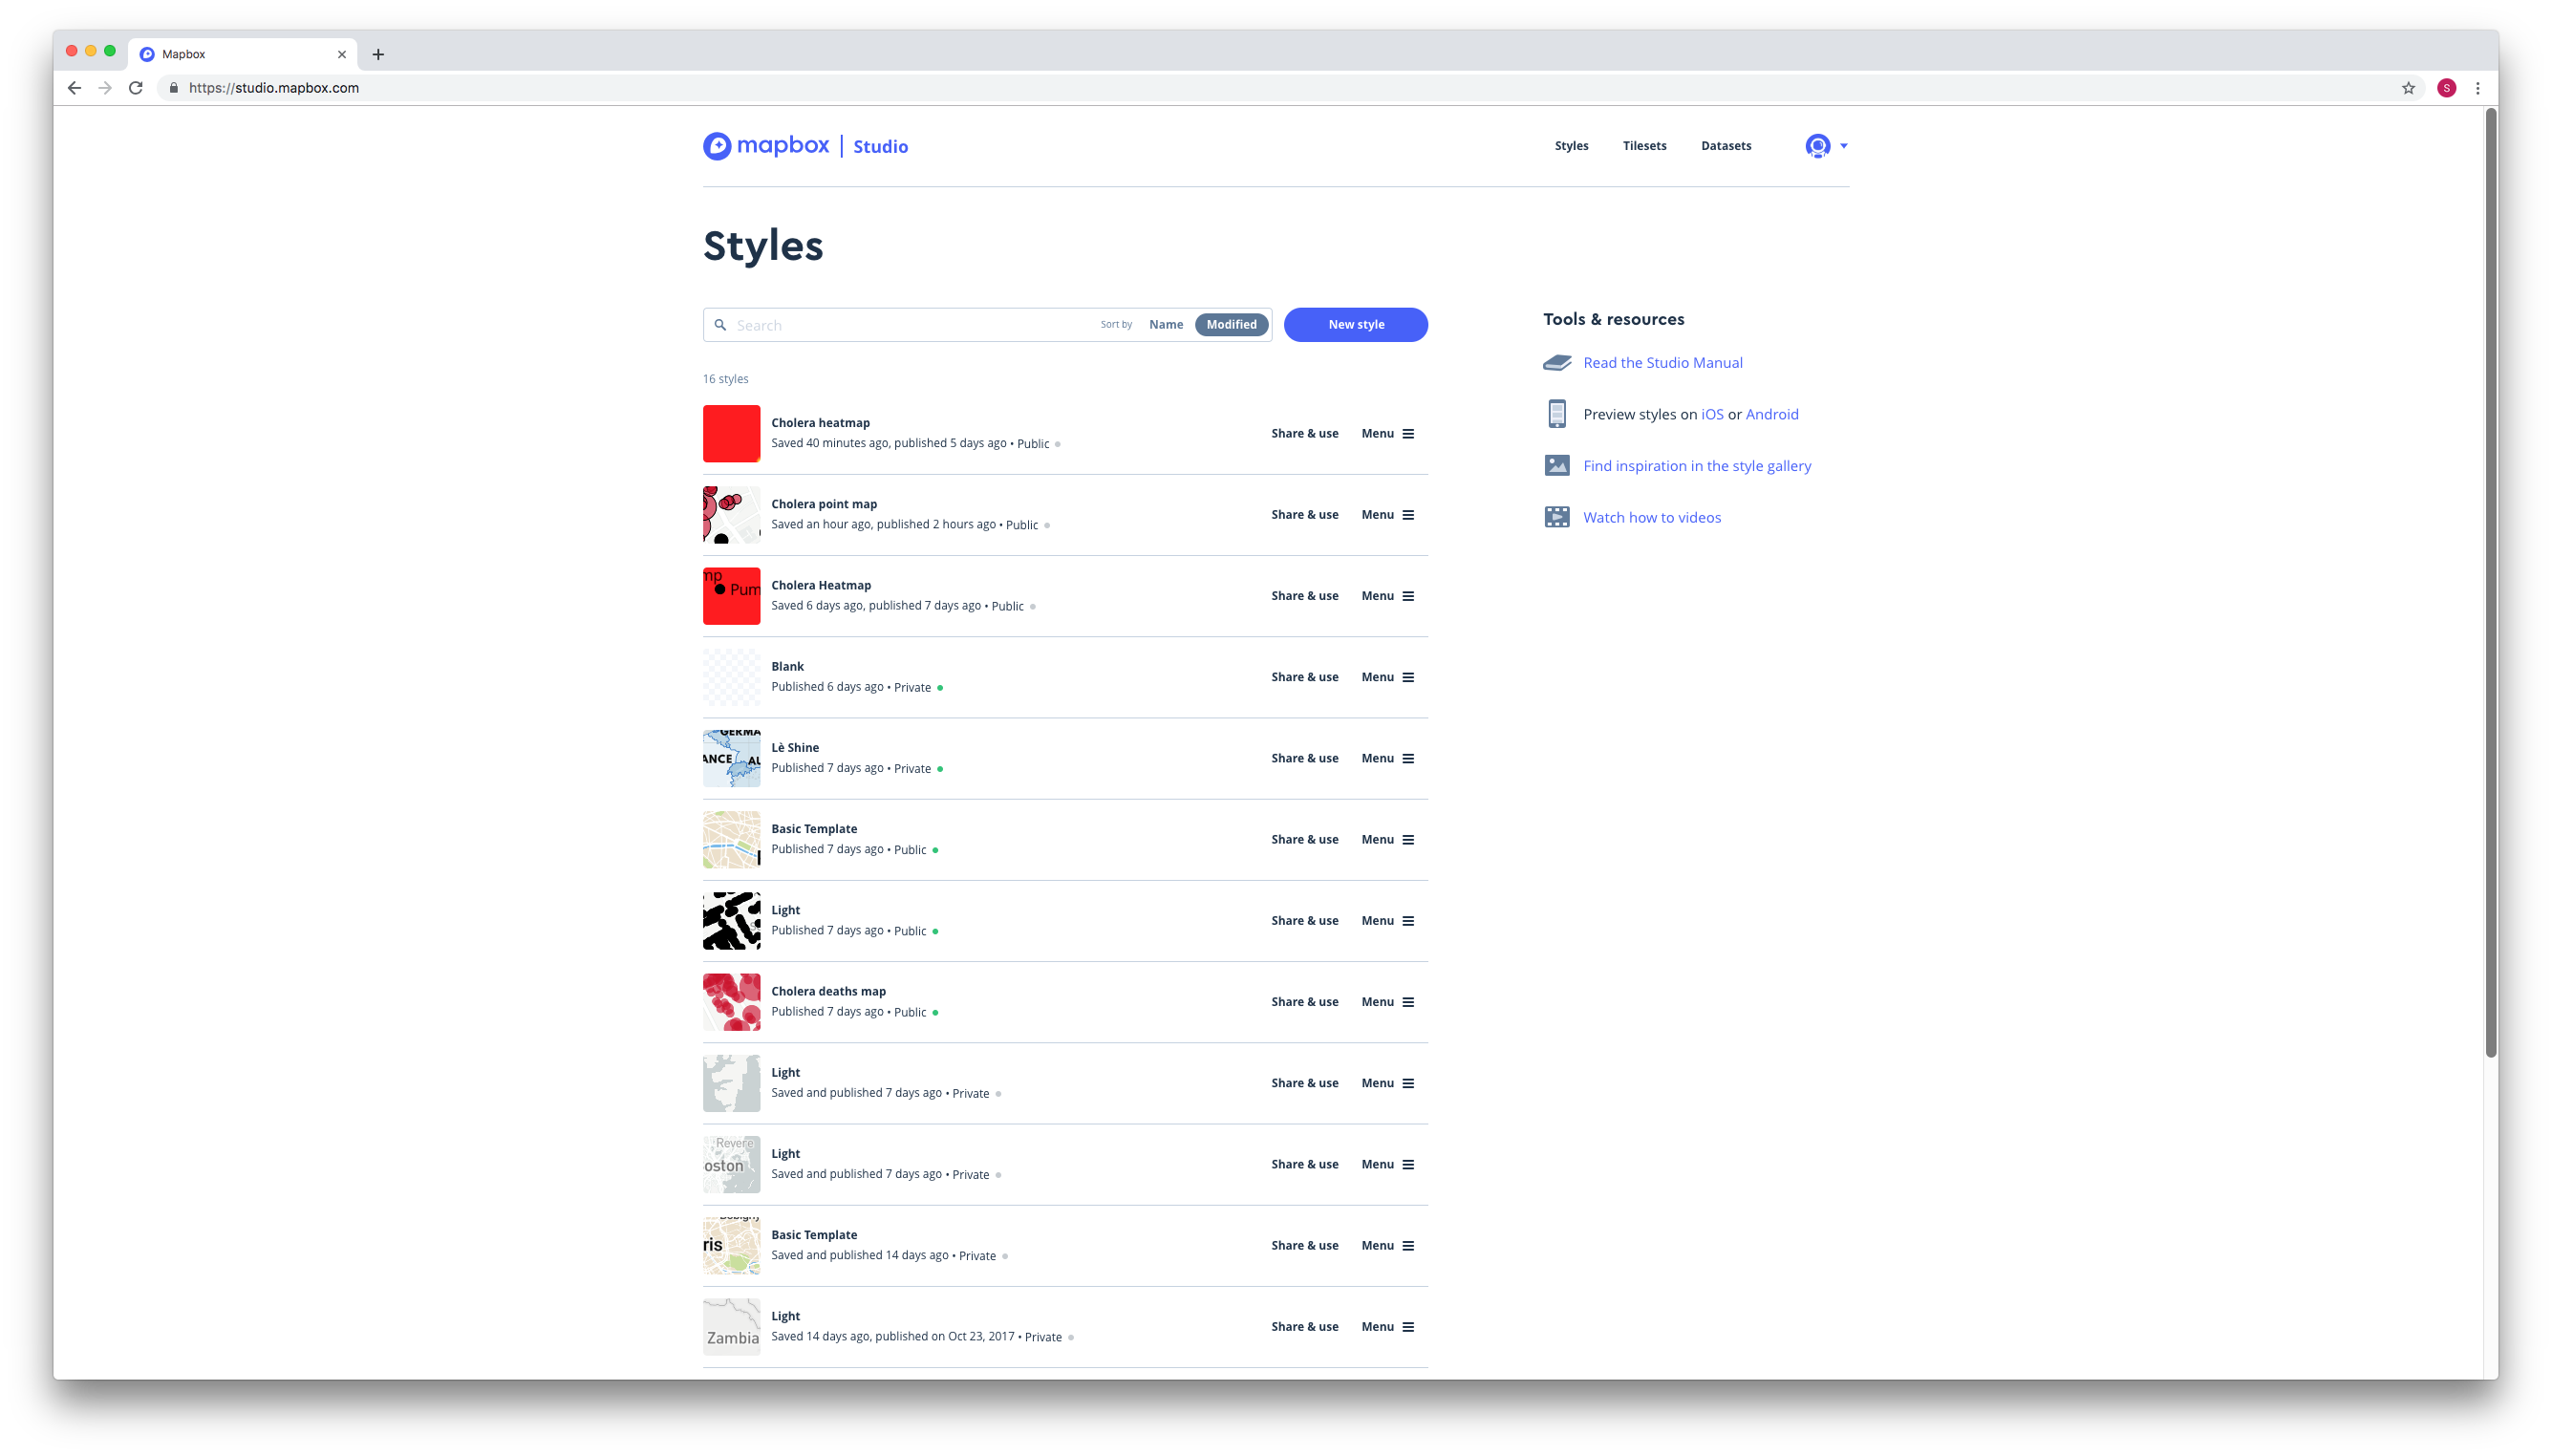 Mapbox
https://studio.mapbox.com
S
mapbox | Studio
Styles Tilesets Datasets
Styles
Search Sort by Name Modified New style
16 styles
Cholera heatmap
Saved 40 minutes ago, published 5 days ago • Public
Share & use Menu
Cholera point map
Saved an hour ago, published 2 hours ago • Public
Share & use Menu
mp
Pum
Cholera Heatmap
Saved 6 days ago, published 7 days ago • Public
Share & use Menu
Blank
Published 6 days ago • Private
Share & use Menu
GERMA
ANCE AU
Lè Shine
Published 7 days ago • Private
Share & use Menu
Basic Template
Published 7 days ago • Public
Share & use Menu
Light
Published 7 days ago • Public
Share & use Menu
Cholera deaths map
Published 7 days ago • Public
Share & use Menu
Light
Saved and published 7 days ago • Private
Share & use Menu
Revere
oston
Light
Saved and published 7 days ago • Private
Share & use Menu
ris
Basic Template
Saved and published 14 days ago • Private
Share & use Menu
Zambia
Light
Saved 14 days ago, published on Oct 23, 2017 • Private
Share & use Menu
Tools & resources
Read the Studio Manual
Preview styles on iOS or Android
Find inspiration in the style gallery
Watch how to videos